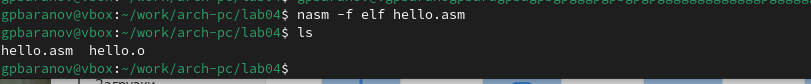 gpbaranov@vbox:~/work/arch-pc/lab04$ nasm -f elf hello.asm
gpbaranov@vbox:~/work/arch-pc/lab04$ ls
hello.asm  hello.o
gpbaranov@vbox:~/work/arch-pc/lab04$